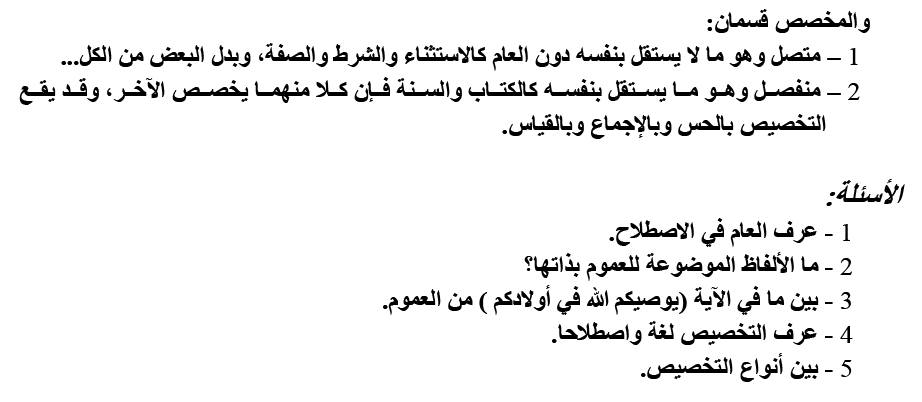 والمخصص قسمان:
1 – متصل وهو ما لا يستقل بنفسه دون العام كالاستثناء والشرط والصفة، وبدل البعض من الكل...
2 – منفصل وهو ما يستقل بنفسه كالكتاب والسنة فإن كلا منهما يخصص الآخر، وقد يقع
التخصيص بالحس وبالإجماع وبالقياس.
الأسئلة:
1 - عرف العام في الاصطلاح.
2 - ما الألفاظ الموضوعة للعموم بذاتها؟
3 - بين ما في الآية (يوصيكم الله في أولادكم ) من العموم.
4 - عرف التخصيص لغة واصطلاحا.
5 - بين أنواع التخصيص.